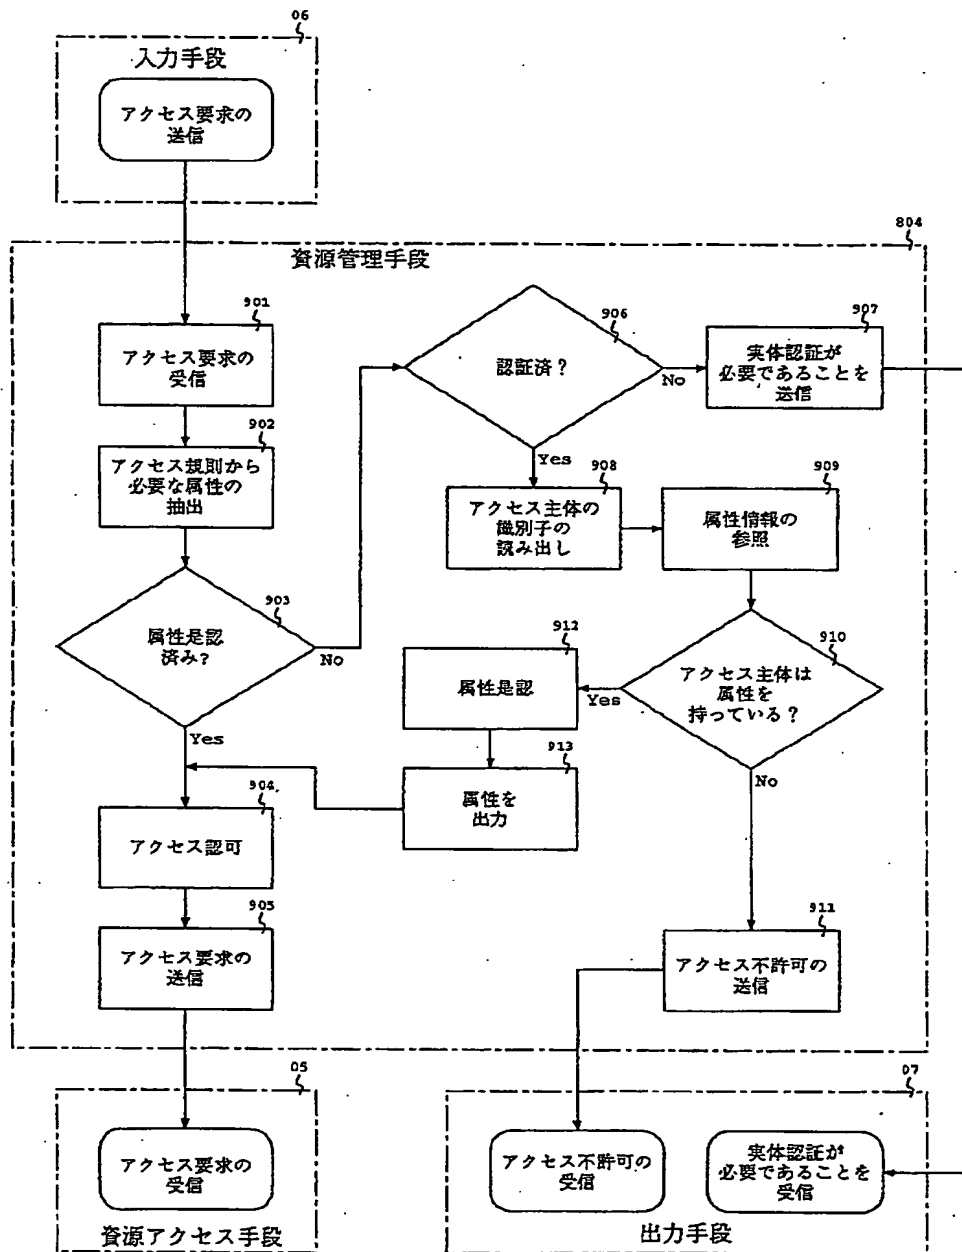 06
入力手段
アクセス要求の
送信
804
資源管理手段
901
アクセス要求の
受信
902
アクセス規則から
必要な属性の
抽出
903
属性是認
済み?
No
Yes
904
アクセス認可
905
アクセス要求の
送信
906
認証済?
No
Yes
907
実体認証が
必要であることを
送信
908
アクセス主体の
識別子の
読み出し
909
属性情報の
参照
910
アクセス主体は
属性を
持っている?
Yes
No
912
属性是認
913
属性を
出力
911
アクセス不許可の
送信
05
アクセス要求の
受信
資源アクセス手段
07
アクセス不許可の
受信
実体認証が
必要であることを
受信
出力手段